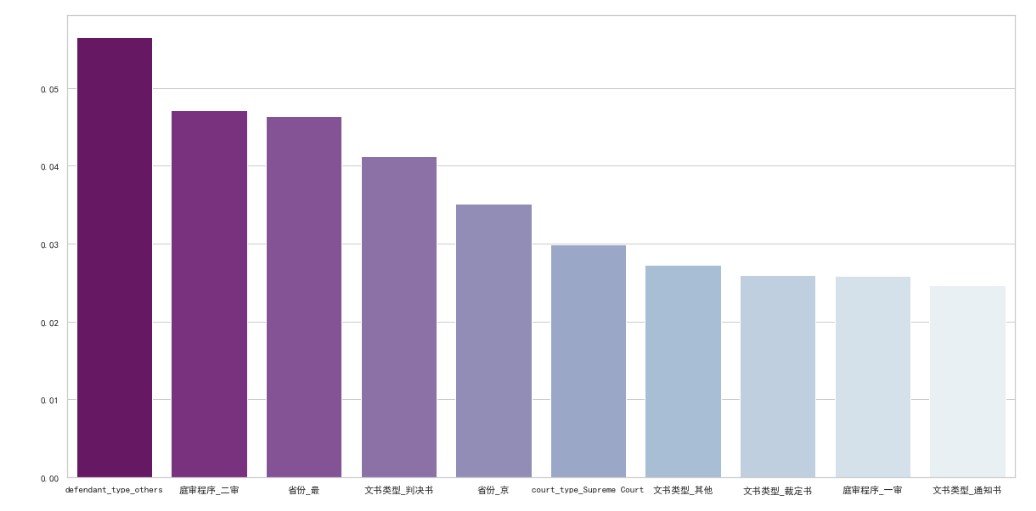 0.05
0.04
0.03
0.02
0.01
0.00
defendant_type_others
庭审程序_二审
省份_最
文书类型_判决书
省份_京
court_type_Supreme Court
文书类型_其他
文书类型_裁定书
庭审程序_一审
文书类型_通知书